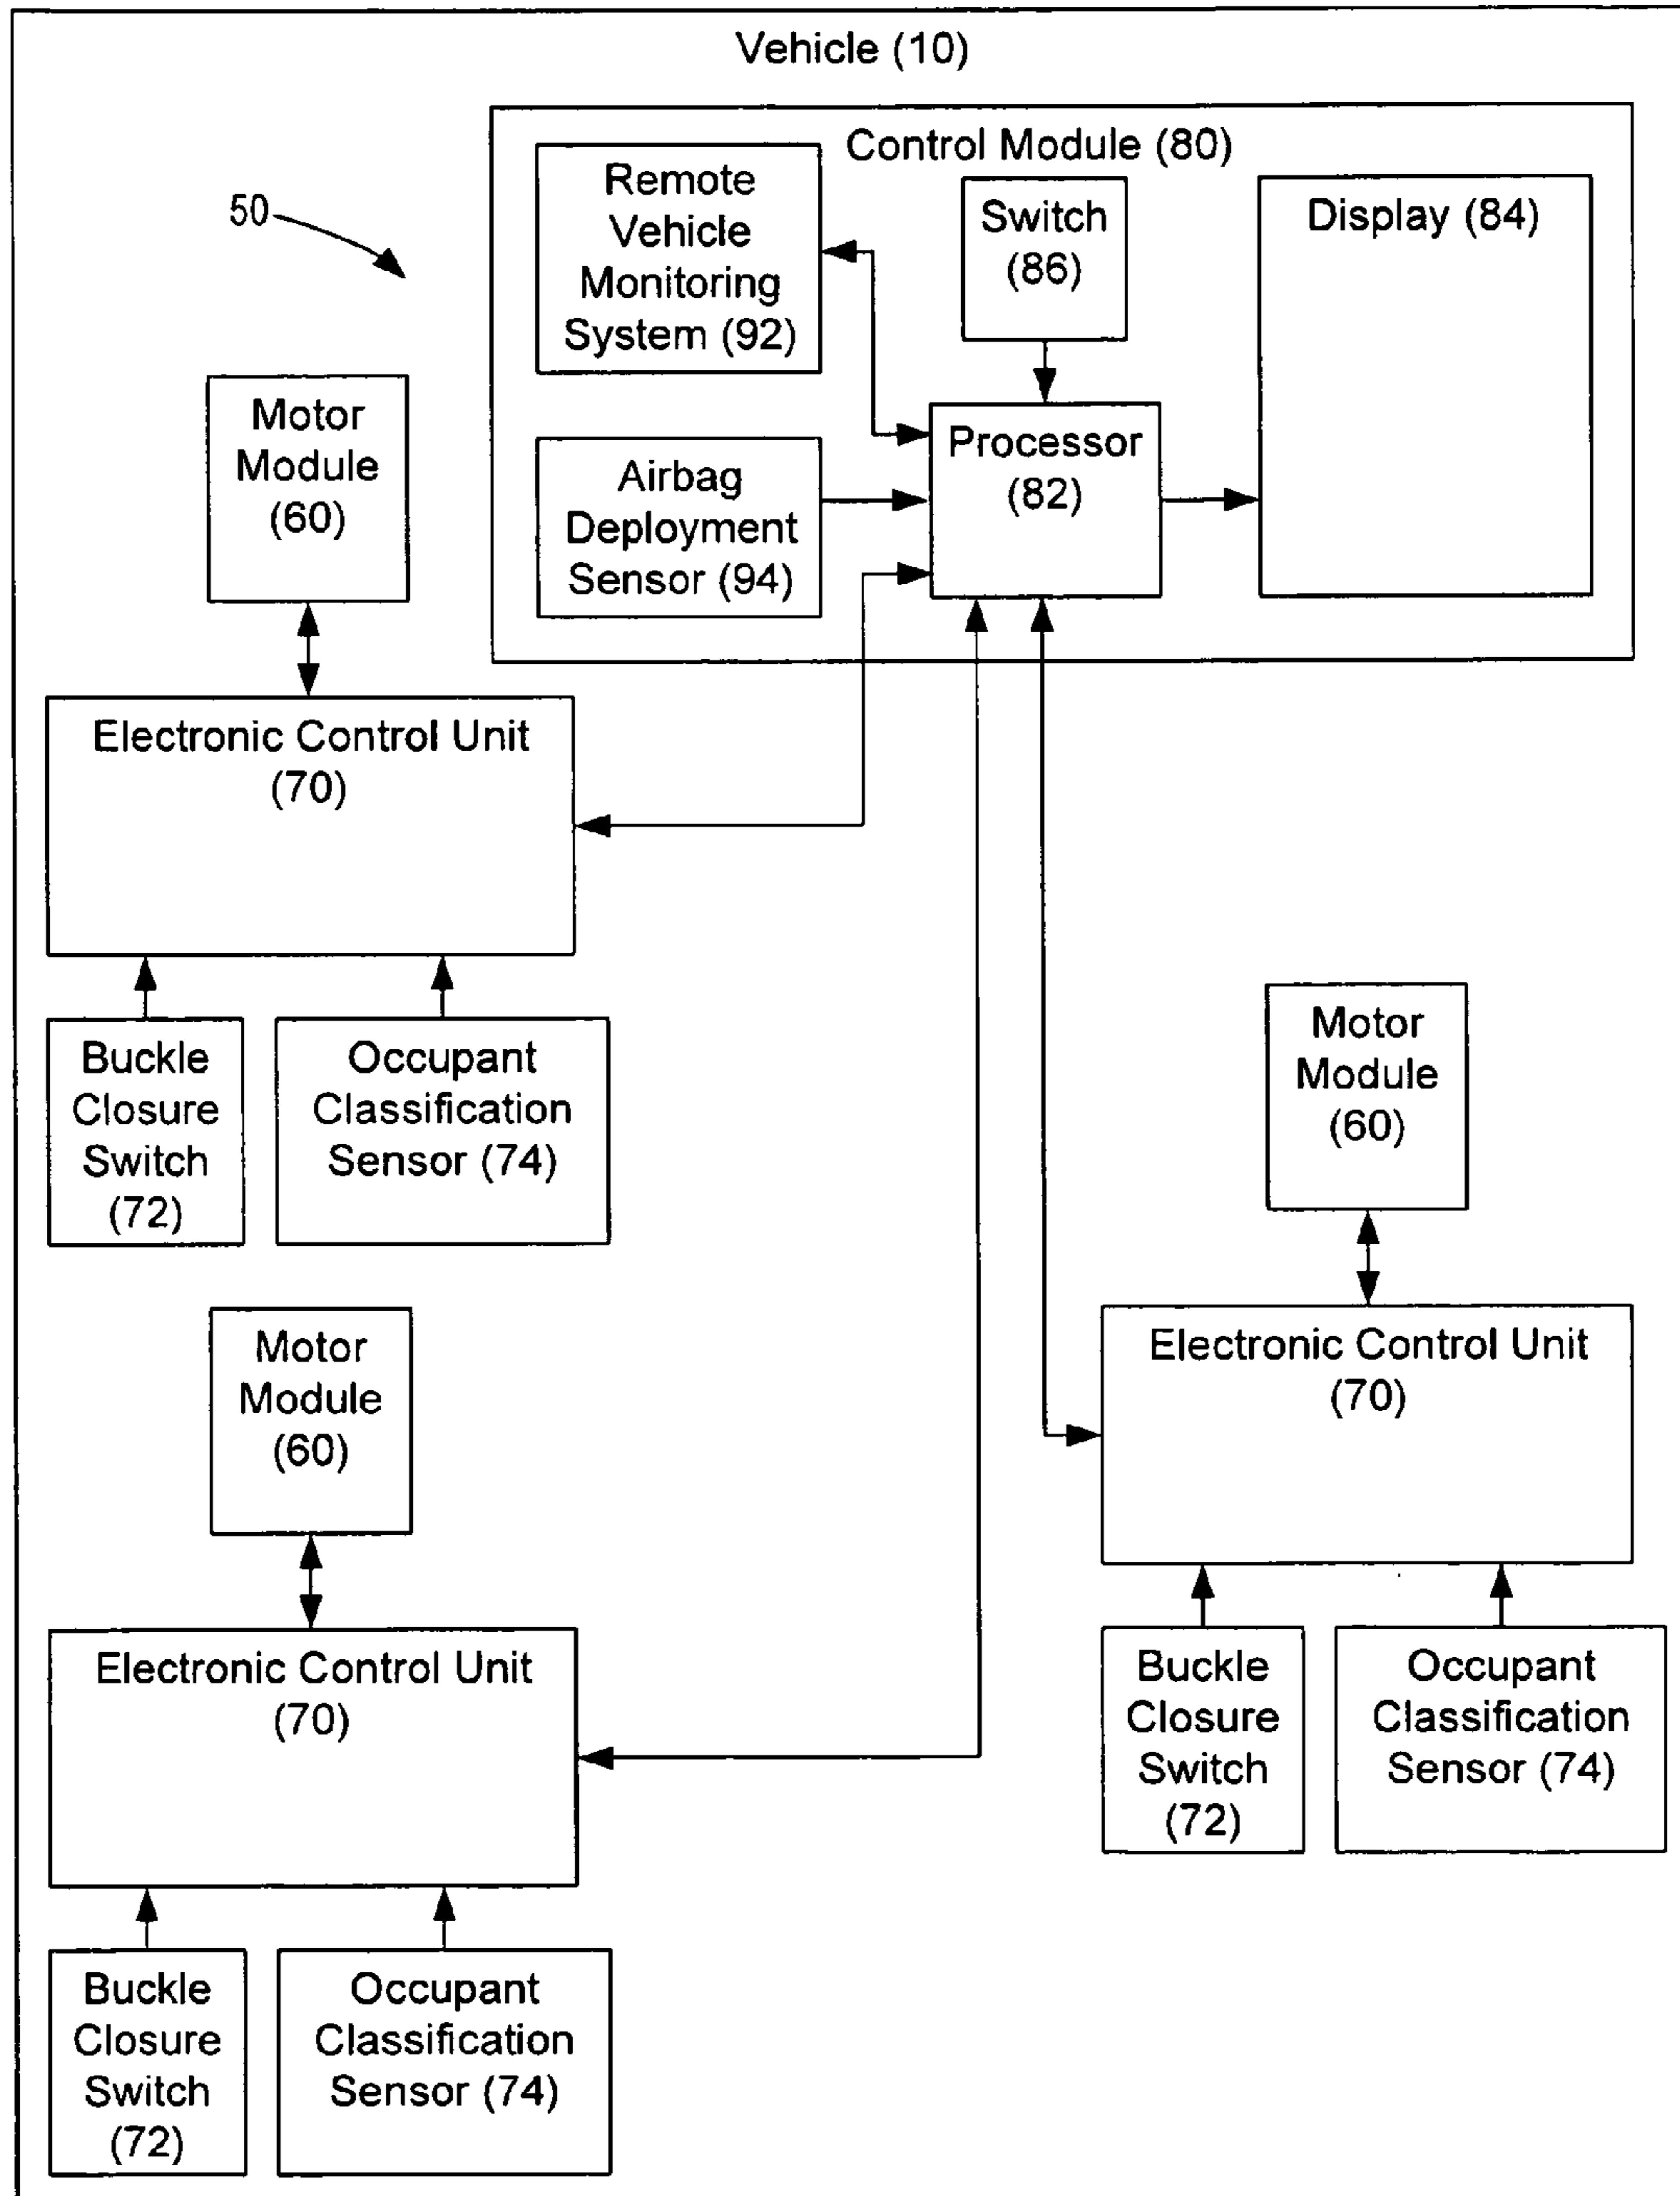 Vehicle (10)
Control Module (80)
50
Remote
Vehicle
Monitoring
System (92)
Switch
(86)
Display (84)
Airbag
Deployment
Sensor (94)
Processor
(82)
Motor
Module
(60)
Electronic Control Unit
(70)
Buckle
Closure
Switch
(72)
Occupant
Classification
Sensor (74)
Motor
Module
(60)
Electronic Control Unit
(70)
Buckle
Closure
Switch
(72)
Occupant
Classification
Sensor (74)
Motor
Module
(60)
Electronic Control Unit
(70)
Buckle
Closure
Switch
(72)
Occupant
Classification
Sensor (74)